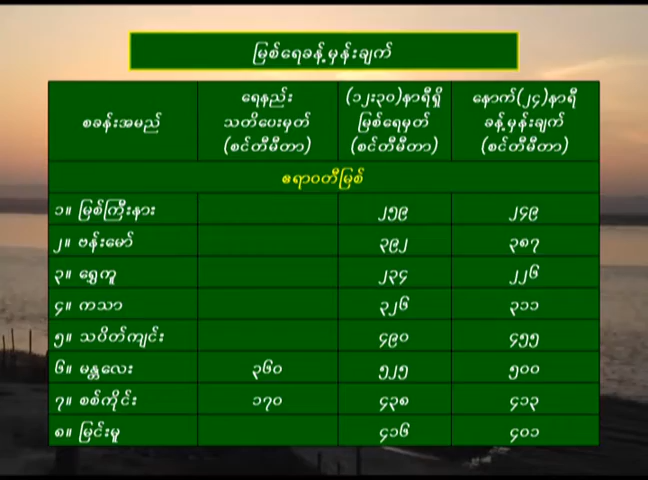 မြစ်ရေခန့်မှန်းချက်
စခန်းအမည် ရေနည်း သတိပေးမှတ် (စင်တီမီတာ) (၁၂း၃၀)နာရီရှိ မြစ်ရေမှတ် (စင်တီမီတာ) နောက်(၂၄)နာရီ ခန့်မှန်းချက် (စင်တီမီတာ)
ဧရာဝတီမြစ်
၁။ မြစ်ကြီးနား ၂၅၉ ၂၄၉
၂။ ဗန်းမော် ၃၉၂ ၃၈၇
၃။ ရွှေကူ ၂၃၄ ၂၂၆
၄။ ကသာ ၃၂၆ ၃၁၁
၅။ သပိတ်ကျင်း ၄၉၀ ၄၅၅
၆။ မန္တလေး ၃၆၀ ၅၂၅ ၅၀၀
၇။ စစ်ကိုင်း ၁၇၀ ၄၃၈ ၄၁၃
၈။ မြင်းမူ ၄၁၆ ၄၀၁